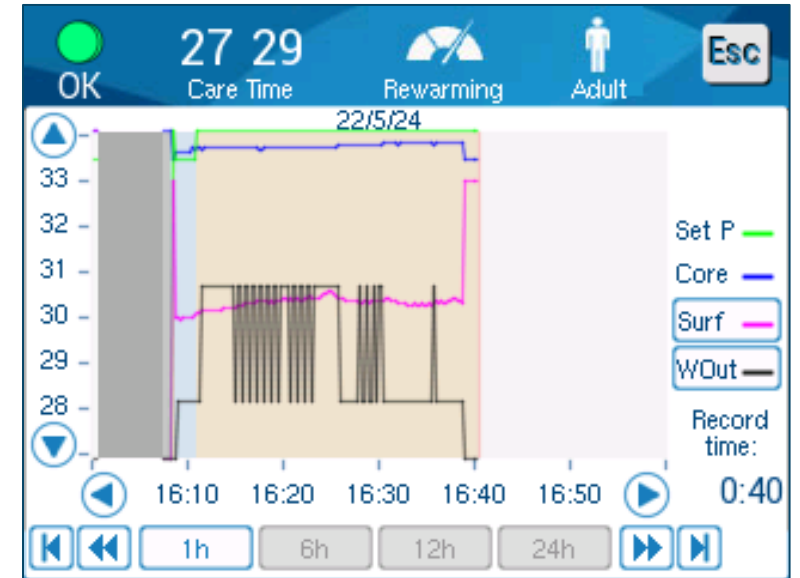 27 29
OK Care Time Rewarming Adult Esc
22/5/24
33
32
31
30
29
28
Set P
Core
Surf
WOut
Record
time:
0:40
16:10 16:20 16:30 16:40 16:50
1h 6h 12h 24h